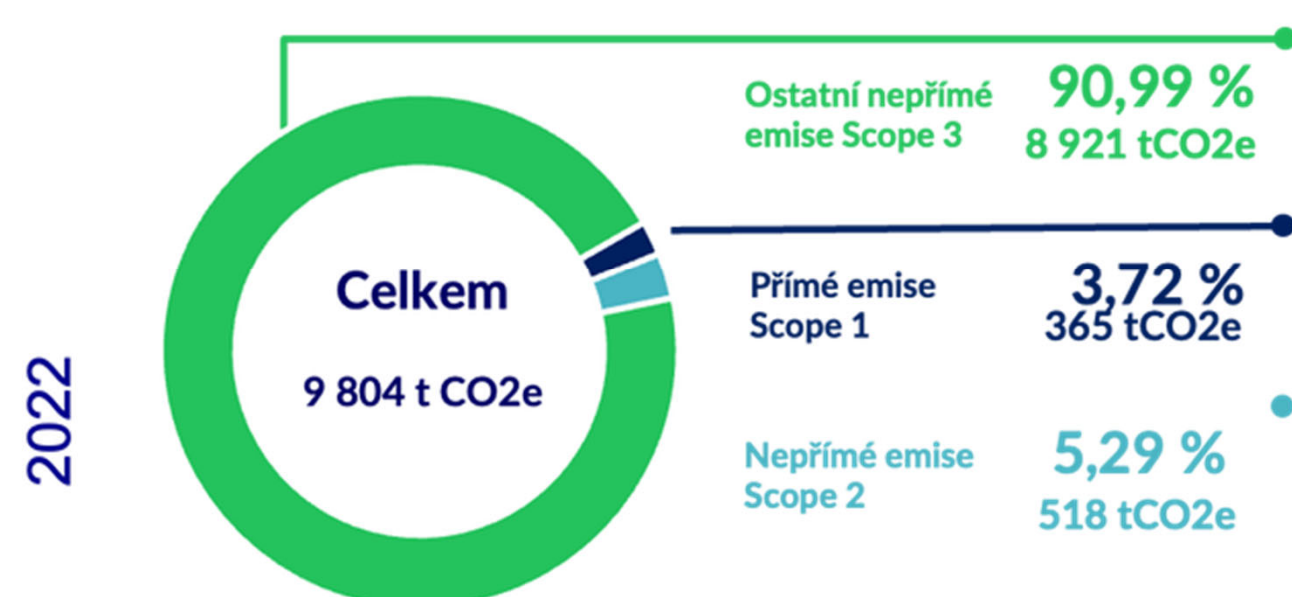 2022
Celkem
9 804 t CO2e
Ostatní nepřímé
emise Scope 3
90,99 %
8 921 tCO2e
Přímé emise
Scope 1
3,72 %
365 tCO2e
Nepřímé emise
Scope 2
5,29 %
518 tCO2e